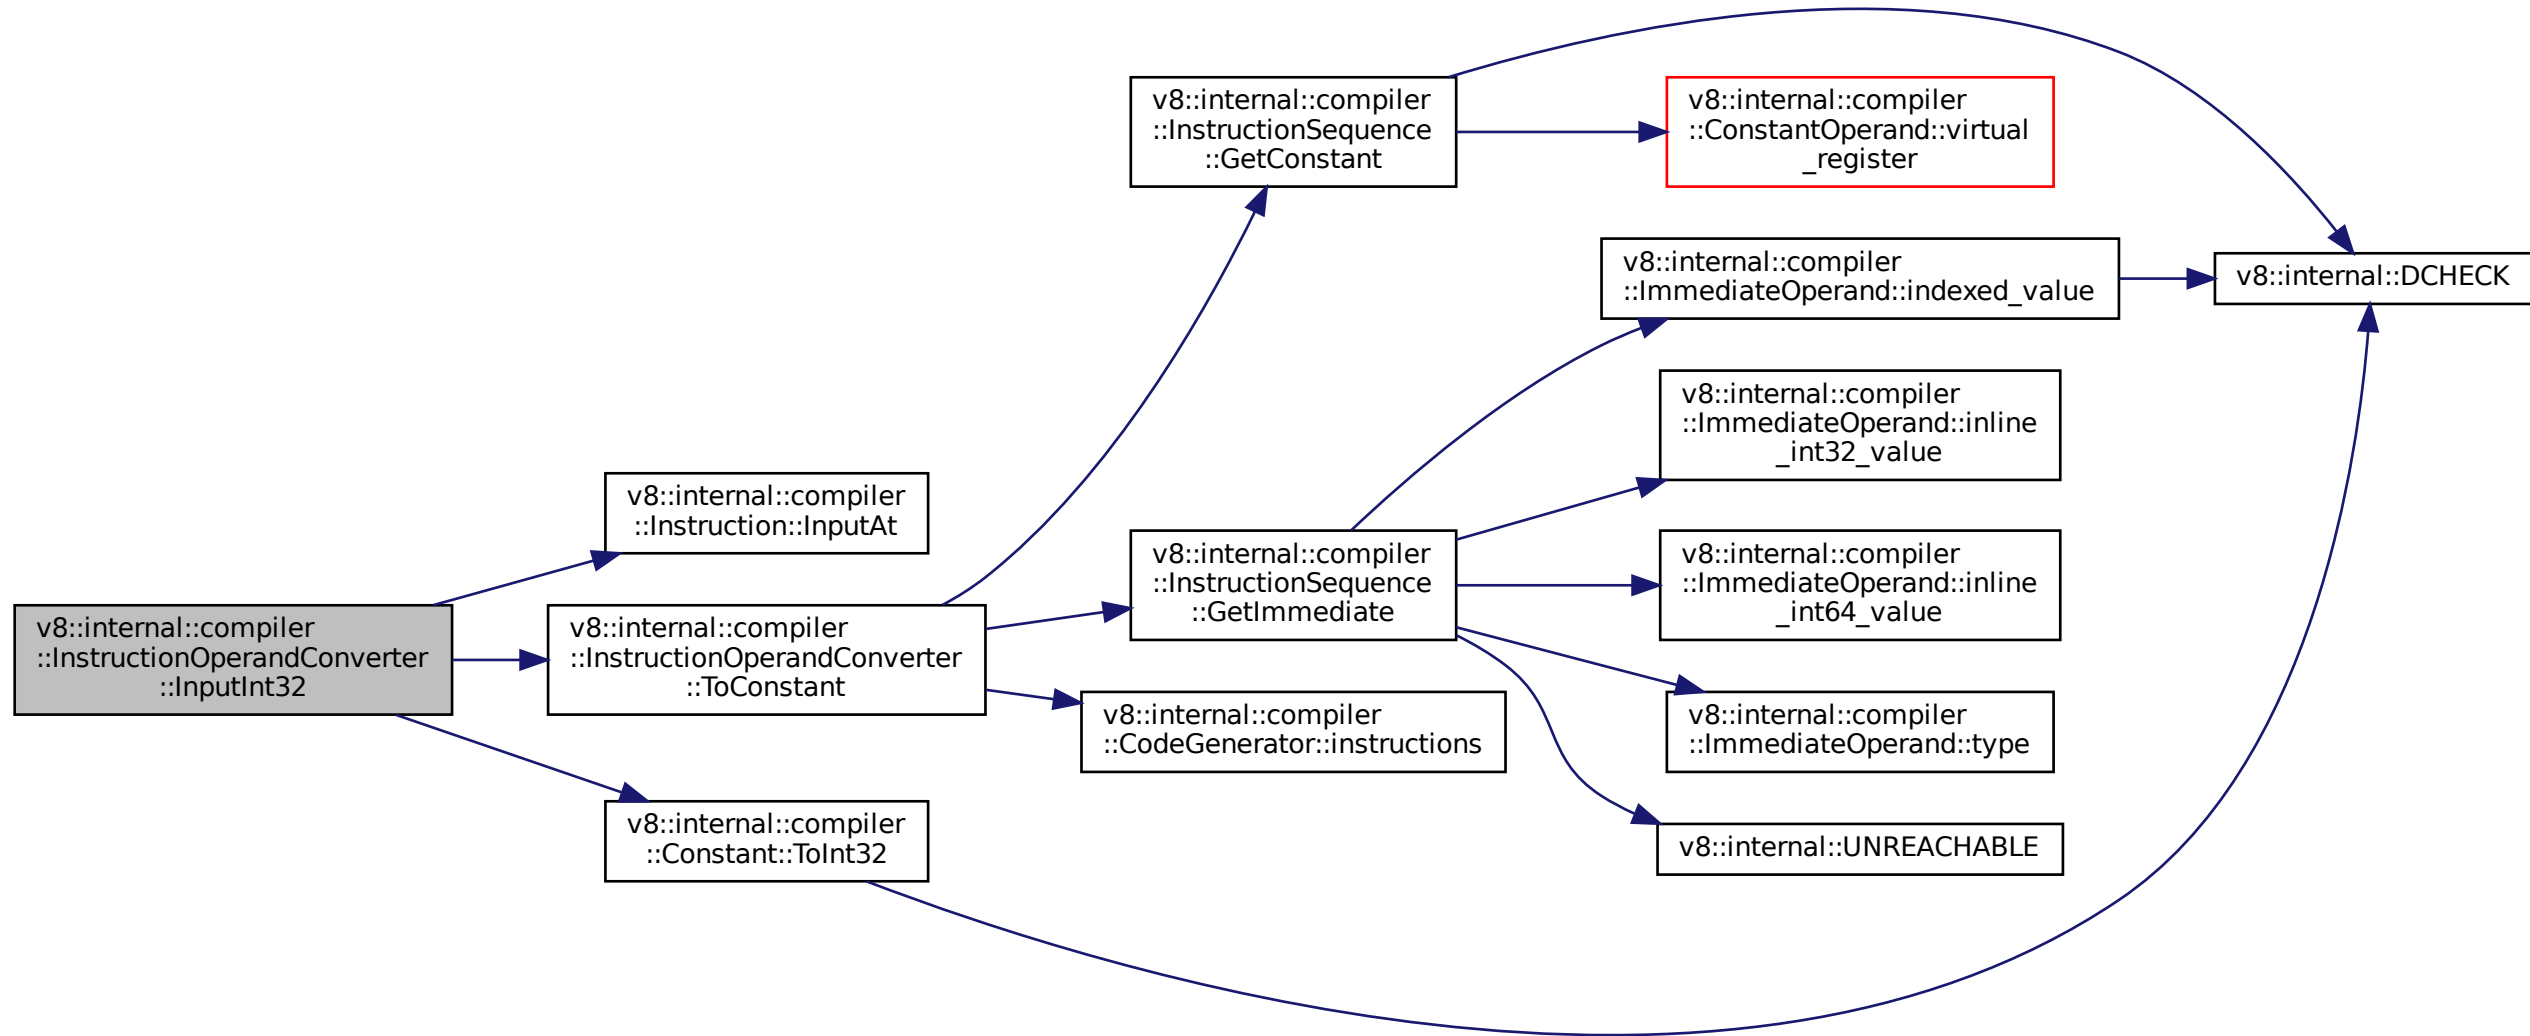 v8::internal::compiler
::InstructionOperandConverter
::InputInt32
v8::internal::compiler
::Instruction::InputAt
v8::internal::compiler
::InstructionOperandConverter
::ToConstant
v8::internal::compiler
::Constant::ToInt32
v8::internal::compiler
::InstructionSequence
::GetConstant
v8::internal::compiler
::InstructionSequence
::GetImmediate
v8::internal::compiler
::CodeGenerator::instructions
v8::internal::compiler
::ConstantOperand::virtual
_register
v8::internal::compiler
::ImmediateOperand::indexed_value
v8::internal::compiler
::ImmediateOperand::inline
_int32_value
v8::internal::compiler
::ImmediateOperand::inline
_int64_value
v8::internal::compiler
::ImmediateOperand::type
v8::internal::UNREACHABLE
v8::internal::DCHECK